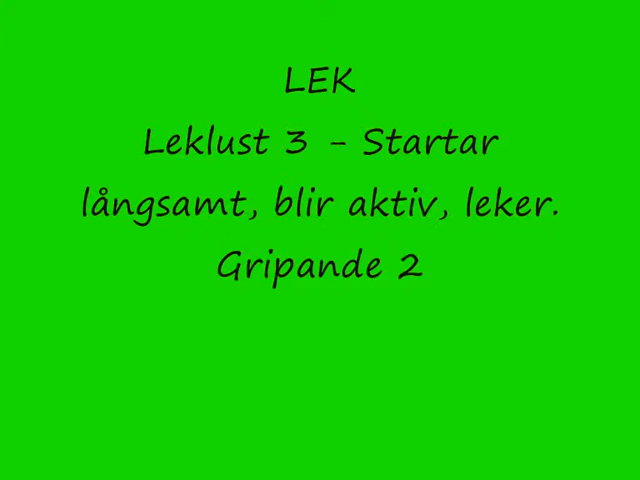 LEK
Leklust 3 - Startar
långsamt, blir aktiv, leker.
Gripande 2